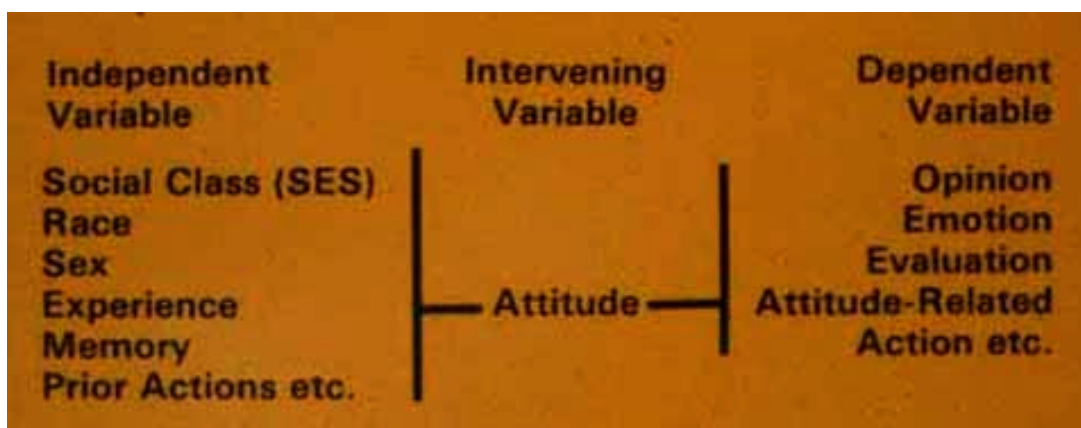 Independent
Variable
Social Class (SES)
Race
Sex
Experience
Memory
Prior Actions etc.
Intervening
Variable
Attitude
Dependent
Variable
Opinion
Emotion
Evaluation
Attitude-Related
Action etc.